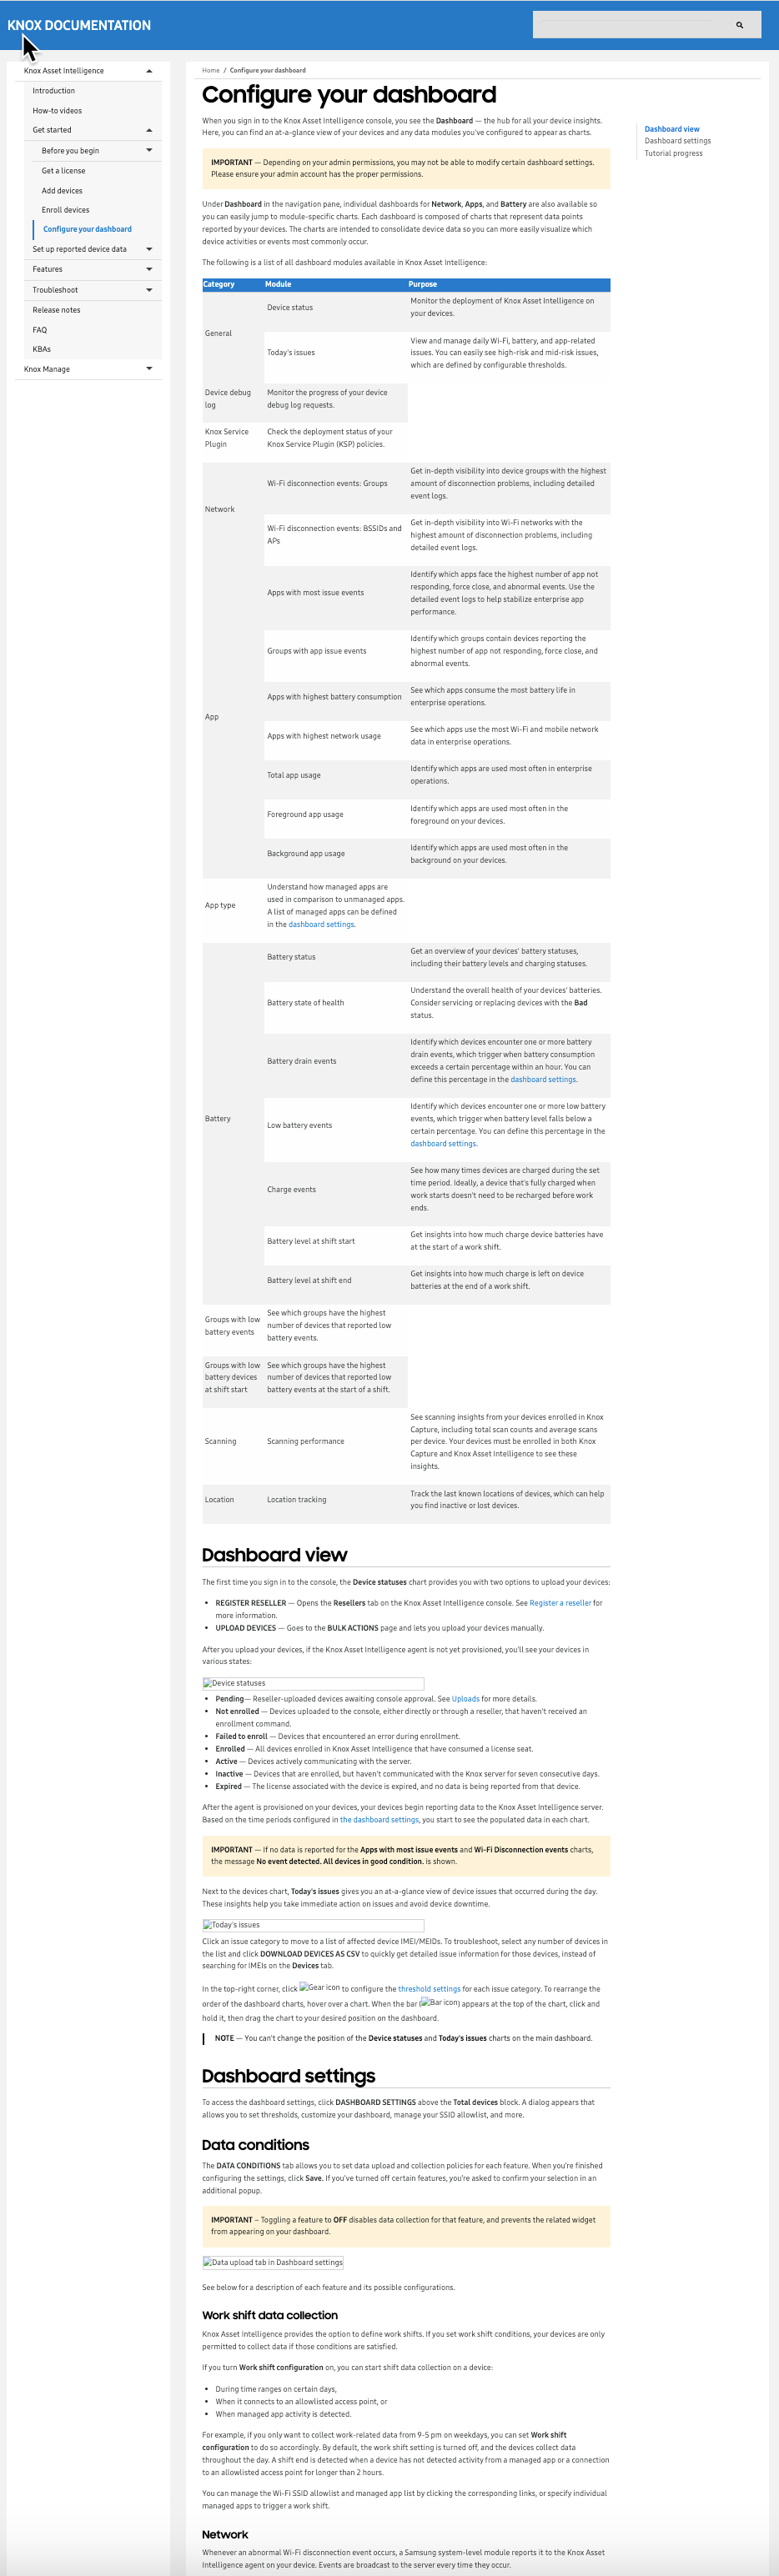 KNOX DOCUMENTATION
Knox Asset Intelligence
Introduction
How-to videos
Get started
Before you begin
Get a license
Add devices
Enroll devices
Configure your dashboard
Set up reported device data
Features
Troubleshoot
Release notes
FAQ
KBAs
Knox Manage
Home / Configure your dashboard
Configure your dashboard
When you sign in to the Knox Asset Intelligence console, you see the Dashboard — the hub for all your device insights.
Here, you can find an at-a-glance view of your devices and any data modules you've configured to appear as charts.
Dashboard view
Dashboard settings
Tutorial progress
IMPORTANT — Depending on your admin permissions, you may not be able to modify certain dashboard settings.
Please ensure your admin account has the proper permissions.
Under Dashboard in the navigation pane, individual dashboards for Network, Apps, and Battery are also available so
you can easily jump to module-specific charts. Each dashboard is composed of charts that represent data points
reported by your devices. The charts are intended to consolidate device data so you can more easily visualize which
device activities or events most commonly occur.
The following is a list of all dashboard modules available in Knox Asset Intelligence:
Category Module Purpose
General
Device status
Monitor the deployment of Knox Asset Intelligence on
your devices.
Today's issues
View and manage daily Wi-Fi, battery, and app-related
issues. You can easily see high-risk and mid-risk issues,
which are defined by configurable thresholds.
Device debug
log
Monitor the progress of your device
debug log requests.
Knox Service
Plugin
Check the deployment status of your
Knox Service Plugin (KSP) policies.
Network
Wi-Fi disconnection events: Groups
Get in-depth visibility into device groups with the highest
amount of disconnection problems, including detailed
event logs.
Wi-Fi disconnection events: BSSIDs and
APs
Get in-depth visibility into Wi-Fi networks with the
highest amount of disconnection problems, including
detailed event logs.
App
Apps with most issue events
Identify which apps face the highest number of app not
responding, force close, and abnormal events. Use the
detailed event logs to help stabilize enterprise app
performance.
Groups with app issue events
Identify which groups contain devices reporting the
highest number of app not responding, force close, and
abnormal events.
Apps with highest battery consumption
See which apps consume the most battery life in
enterprise operations.
Apps with highest network usage
See which apps use the most Wi-Fi and mobile network
data in enterprise operations.
Total app usage
Identify which apps are used most often in enterprise
operations.
Foreground app usage
Identify which apps are used most often in the
foreground on your devices.
Background app usage
Identify which apps are used most often in the
background on your devices.
App type
Understand how managed apps are
used in comparison to unmanaged apps.
A list of managed apps can be defined
in the dashboard settings.
Battery
Battery status
Get an overview of your devices' battery statuses,
including their battery levels and charging statuses.
Battery state of health
Understand the overall health of your devices' batteries.
Consider servicing or replacing devices with the Bad
status.
Battery drain events
Identify which devices encounter one or more battery
drain events, which trigger when battery consumption
exceeds a certain percentage within an hour. You can
define this percentage in the dashboard settings.
Low battery events
Identify which devices encounter one or more low battery
events, which trigger when battery level falls below a
certain percentage. You can define this percentage in the
dashboard settings.
Charge events
See how many times devices are charged during the set
time period. Ideally, a device that's fully charged when
work starts doesn't need to be recharged before work
ends.
Battery level at shift start
Get insights into how much charge device batteries have
at the start of a work shift.
Battery level at shift end
Get insights into how much charge is left on device
batteries at the end of a work shift.
Groups with low
battery events
See which groups have the highest
number of devices that reported low
battery events.
Groups with low
battery devices
at shift start
See which groups have the highest
number of devices that reported low
battery events at the start of a shift.
Scanning
Scanning performance
See scanning insights from your devices enrolled in Knox
Capture, including total scan counts and average scans
per device. Your devices must be enrolled in both Knox
Capture and Knox Asset Intelligence to see these
insights.
Location
Location tracking
Track the last known locations of devices, which can help
you find inactive or lost devices.
Dashboard view
The first time you sign in to the console, the Device statuses chart provides you with two options to upload your devices:
• REGISTER RESELLER — Opens the Resellers tab on the Knox Asset Intelligence console. See Register a reseller for
more information.
• UPLOAD DEVICES — Goes to the BULK ACTIONS page and lets you upload your devices manually.
After you upload your devices, if the Knox Asset Intelligence agent is not yet provisioned, you'll see your devices in
various states:
Device statuses
• Pending— Reseller-uploaded devices awaiting console approval. See Uploads for more details.
• Not enrolled — Devices uploaded to the console, either directly or through a reseller, that haven't received an
enrollment command.
• Failed to enroll — Devices that encountered an error during enrollment.
• Enrolled — All devices enrolled in Knox Asset Intelligence that have consumed a license seat.
• Active — Devices actively communicating with the server.
• Inactive — Devices that are enrolled, but haven't communicated with the Knox server for seven consecutive days.
• Expired — The license associated with the device is expired, and no data is being reported from that device.
After the agent is provisioned on your devices, your devices begin reporting data to the Knox Asset Intelligence server.
Based on the time periods configured in the dashboard settings, you start to see the populated data in each chart.
IMPORTANT — If no data is reported for the Apps with most issue events and Wi-Fi Disconnection events charts,
the message No event detected. All devices in good condition. is shown.
Next to the devices chart, Today's issues gives you an at-a-glance view of device issues that occurred during the day.
These insights help you take immediate action on issues and avoid device downtime.
Today's issues
Click an issue category to move to a list of affected device IMEI/MEIDs. To troubleshoot, select any number of devices in
the list and click DOWNLOAD DEVICES AS CSV to quickly get detailed issue information for those devices, instead of
searching for IMEIs on the Devices tab.
In the top-right corner, click Gear icon to configure the threshold settings for each issue category. To rearrange the
order of the dashboard charts, hover over a chart. When the bar (Bar icon) appears at the top of the chart, click and
hold it, then drag the chart to your desired position on the dashboard.
NOTE — You can't change the position of the Device statuses and Today's issues charts on the main dashboard.
Dashboard settings
To access the dashboard settings, click DASHBOARD SETTINGS above the Total devices block. A dialog appears that
allows you to set thresholds, customize your dashboard, manage your SSID allowlist, and more.
Data conditions
The DATA CONDITIONS tab allows you to set data upload and collection policies for each feature. When you're finished
configuring the settings, click Save. If you've turned off certain features, you're asked to confirm your selection in an
additional popup.
IMPORTANT – Toggling a feature to OFF disables data collection for that feature, and prevents the related widget
from appearing on your dashboard.
Data upload tab in Dashboard settings
See below for a description of each feature and its possible configurations.
Work shift data collection
Knox Asset Intelligence provides the option to define work shifts. If you set work shift conditions, your devices are only
permitted to collect data if those conditions are satisfied.
If you turn Work shift configuration on, you can start shift data collection on a device:
• During time ranges on certain days,
• When it connects to an allowlisted access point, or
• When managed app activity is detected.
For example, if you only want to collect work-related data from 9-5 pm on weekdays, you can set Work shift
configuration to do so accordingly. By default, the work shift setting is turned off, and the devices collect data
throughout the day. A shift end is detected when a device has not detected activity from a managed app or a connection
to an allowlisted access point for longer than 2 hours.
You can manage the Wi-Fi SSID allowlist and managed app list by clicking the corresponding links, or specify individual
managed apps to trigger a work shift.
Network
Whenever an abnormal Wi-Fi disconnection event occurs, a Samsung system-level module reports it to the Knox Asset
Intelligence agent on your device. Events are broadcast to the server every time they occur.